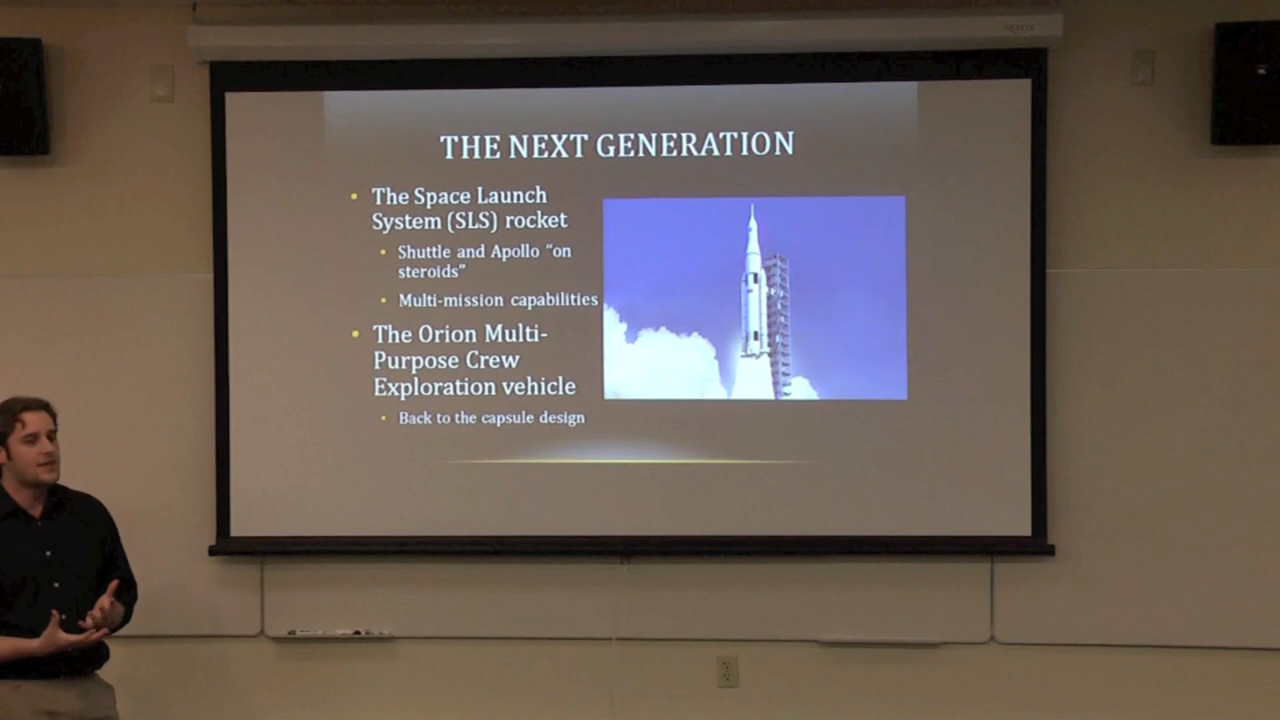 THE NEXT GENERATION
• The Space Launch
System (SLS) rocket
• Shuttle and Apollo “on
steroids”
• Multi-mission capabilities
• The Orion Multi-
Purpose Crew
Exploration vehicle
• Back to the capsule design